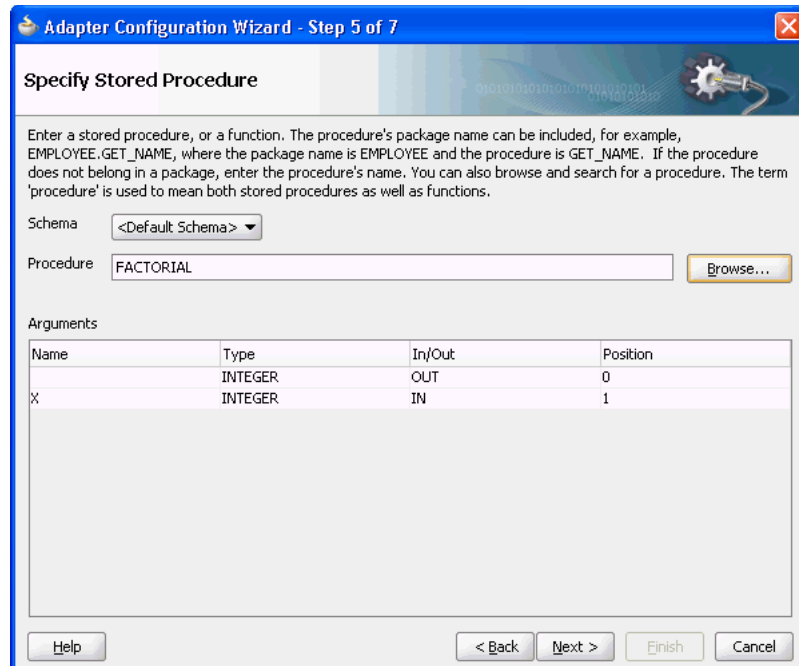 Adapter Configuration Wizard - Step 5 of 7
Specify Stored Procedure
Enter a stored procedure, or a function. The procedure's package name can be included, for example,
EMPLOYEE.GET_NAME, where the package name is EMPLOYEE and the procedure is GET_NAME. If the procedure
does not belong in a package, enter the procedure's name. You can also browse and search for a procedure. The term
'procedure' is used to mean both stored procedures as well as functions.
Schema <Default Schema>
Procedure FACTORIAL Browse...
Arguments
Name Type In/Out Position
INTEGER OUT 0
X INTEGER IN 1
Help < Back Next > Finish Cancel